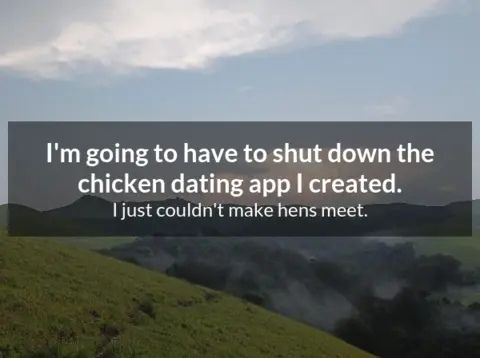 I'm going to have to shut down the
chicken dating app I created.
I just couldn't make hens meet.